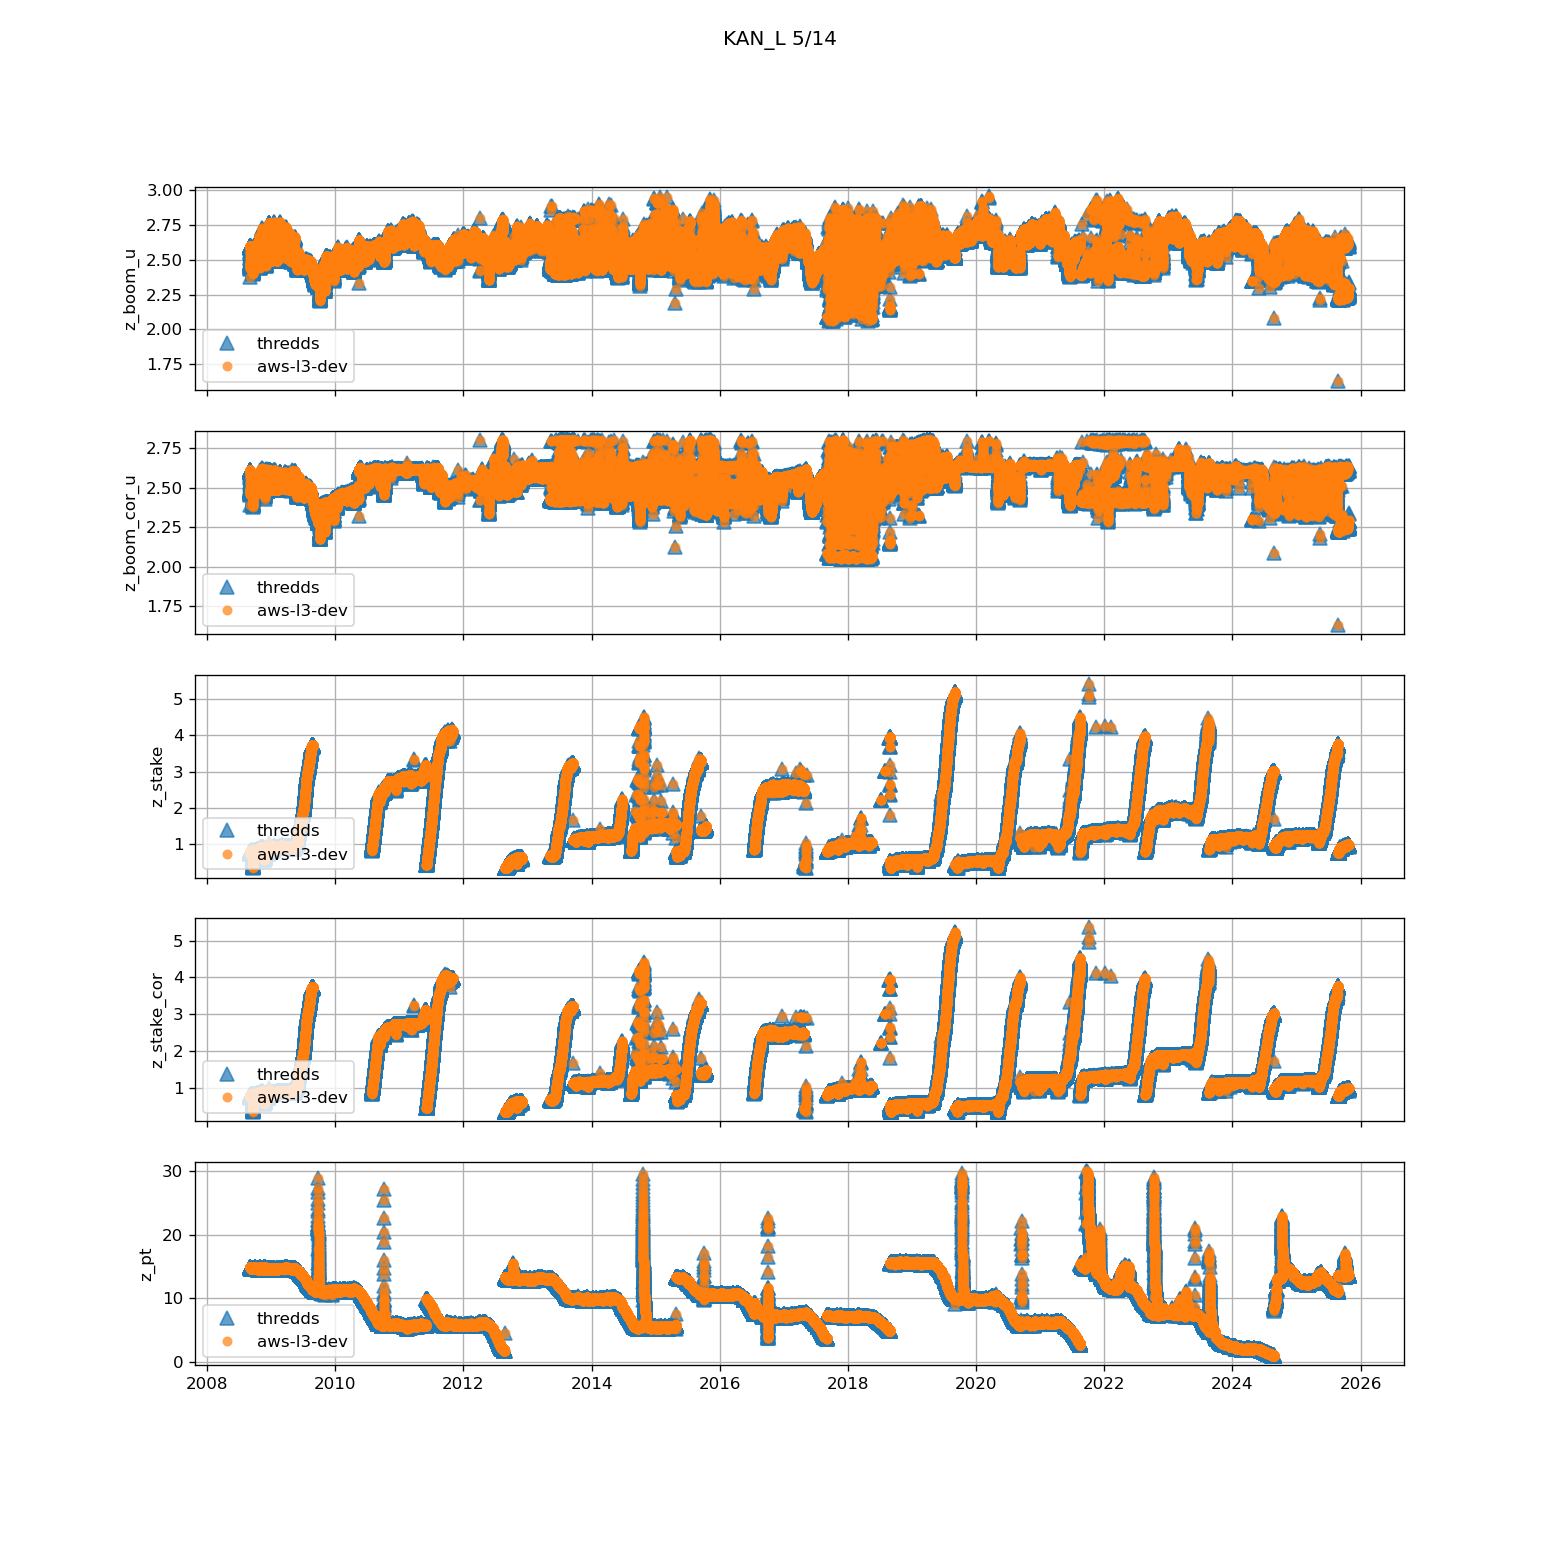 KAN_L 5/14
3.00
2.75
2.50
2.25
2.00
1.75
z_boom_u
thredds
aws-l3-dev
2.75
2.50
2.25
2.00
1.75
z_boom_cor_u
thredds
aws-l3-dev
5
4
3
2
1
z_stake
thredds
aws-l3-dev
5
4
3
2
1
z_stake_cor
thredds
aws-l3-dev
30
20
10
0
z_pt
thredds
aws-l3-dev
2008 2010 2012 2014 2016 2018 2020 2022 2024 2026